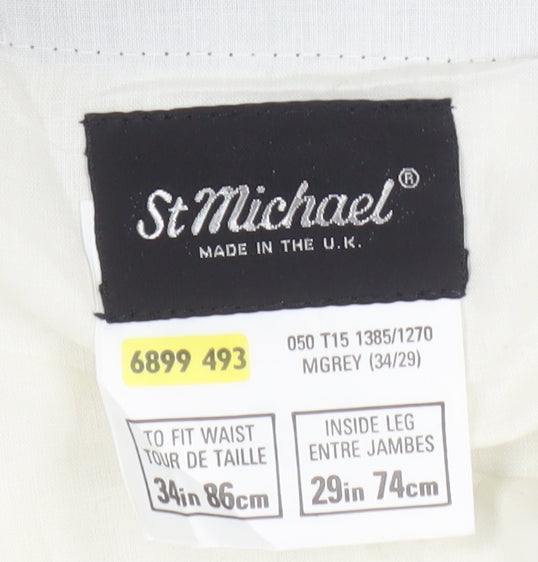 St Michael®
MADE IN THE U.K.
6899 493
050 T15 1385/1270
MGREY (34/29)
TO FIT WAIST
TOUR DE TAILLE
34in 86cm
INSIDE LEG
ENTRE JAMBES
29in 74cm